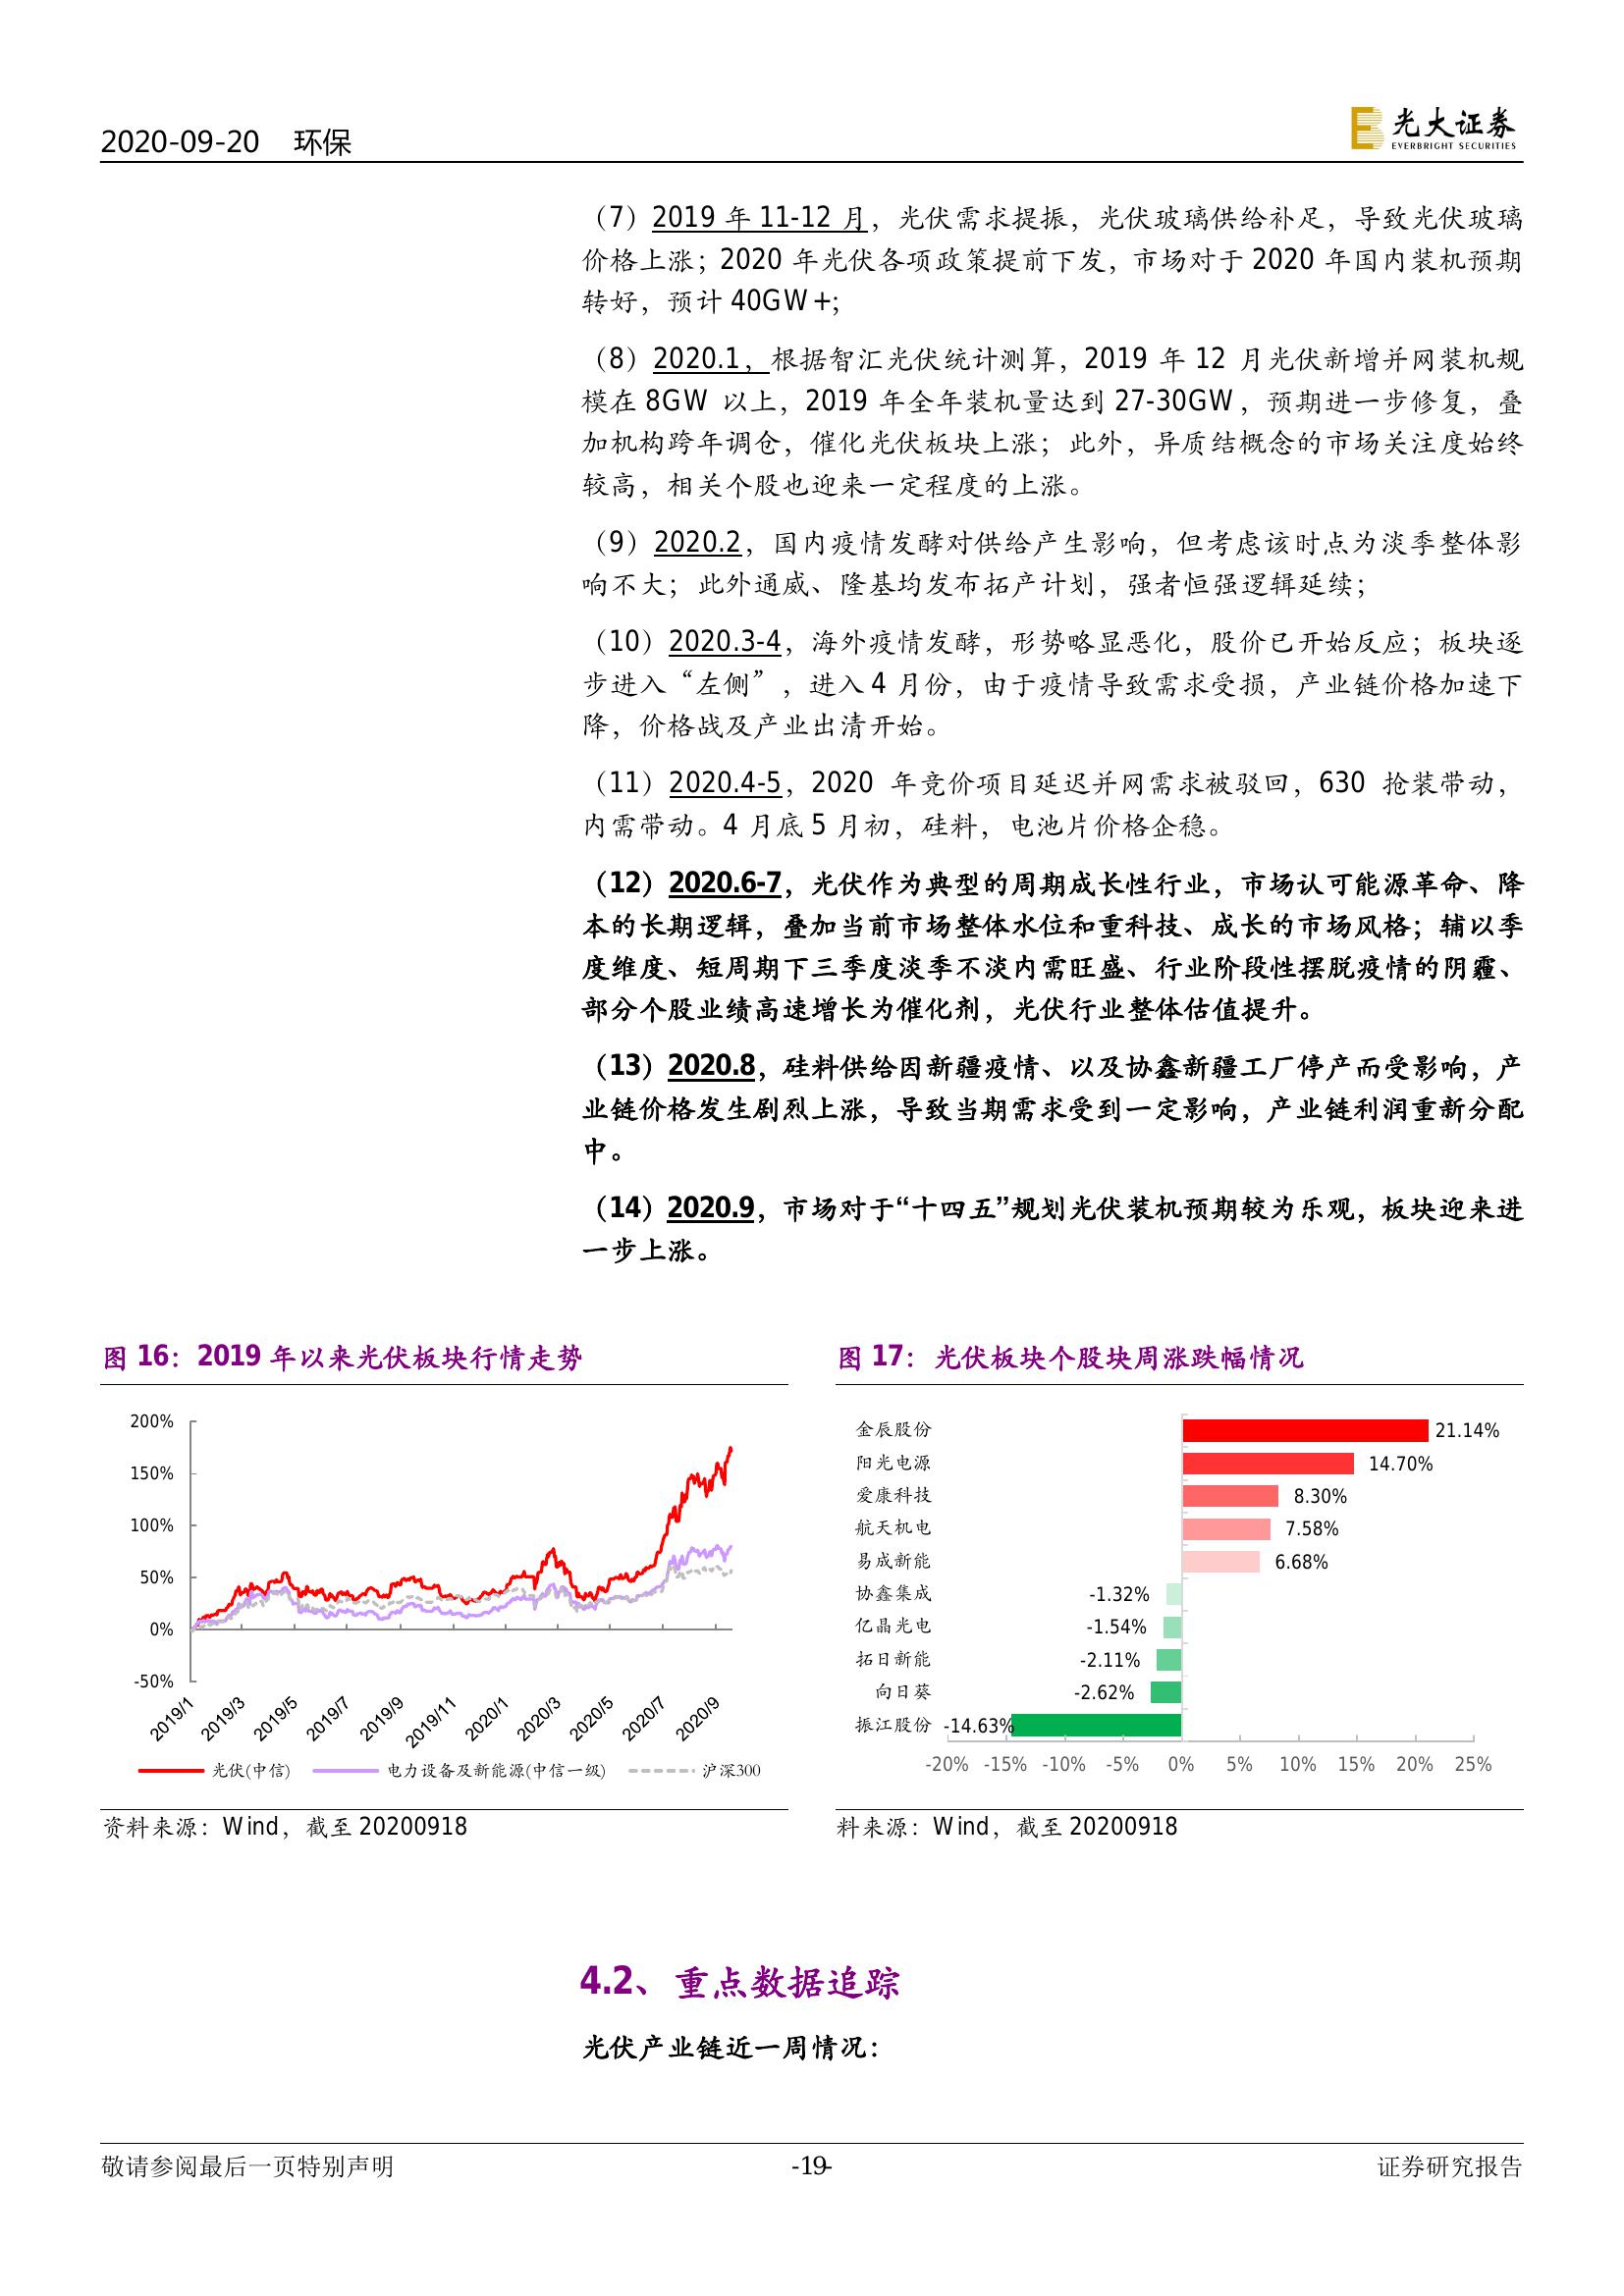 2020-09-20 环保
光大证券
EVERBRIGHT SECURITIES
（7）2019 年 11-12 月，光伏需求提振，光伏玻璃供给补足，导致光伏玻璃
价格上涨；2020 年光伏各项政策提前下发，市场对于 2020 年国内装机预期
转好，预计 40GW+;
（8）2020.1，根据智汇光伏统计测算，2019 年 12 月光伏新增并网装机规
模在 8GW 以上，2019 年全年装机量达到 27-30GW，预期进一步修复，叠
加机构跨年调仓，催化光伏板块上涨；此外，异质结概念的市场关注度始终
较高，相关个股也迎来一定程度的上涨。
（9）2020.2，国内疫情发酵对供给产生影响，但考虑该时点为淡季整体影
响不大；此外通威、隆基均发布拓产计划，强者恒强逻辑延续；
（10）2020.3-4，海外疫情发酵，形势略显恶化，股价已开始反应；板块逐
步进入“左侧”，进入 4 月份，由于疫情导致需求受损，产业链价格加速下
降，价格战及产业出清开始。
（11）2020.4-5，2020 年竞价项目延迟并网需求被驳回，630 抢装带动，
内需带动。4 月底 5 月初，硅料，电池片价格企稳。
（12）2020.6-7，光伏作为典型的周期成长性行业，市场认可能源革命、降
本的长期逻辑，叠加当前市场整体水位和重科技、成长的市场风格；辅以季
度维度、短周期下三季度淡季不淡内需旺盛、行业阶段性摆脱疫情的阴霾、
部分个股业绩高速增长为催化剂，光伏行业整体估值提升。
（13）2020.8，硅料供给因新疆疫情、以及协鑫新疆工厂停产而受影响，产
业链价格发生剧烈上涨，导致当期需求受到一定影响，产业链利润重新分配
中。
（14）2020.9，市场对于“十四五”规划光伏装机预期较为乐观，板块迎来进
一步上涨。
图 16：2019 年以来光伏板块行情走势
200%
150%
100%
50%
0%
-50%
2019/1 2019/3 2019/5 2019/7 2019/9 2019/11 2020/1 2020/3 2020/5 2020/7 2020/9
光伏(中信) 电力设备及新能源(中信一级) 沪深300
资料来源：Wind，截至 20200918
图 17：光伏板块个股块周涨跌幅情况
金辰股份 21.14%
阳光电源 14.70%
爱康科技 8.30%
航天机电 7.58%
易成新能 6.68%
协鑫集成 -1.32%
亿晶光电 -1.54%
拓日新能 -2.11%
向日葵 -2.62%
振江股份 -14.63%
-20% -15% -10% -5% 0% 5% 10% 15% 20% 25%
料来源：Wind，截至 20200918
4.2、重点数据追踪
光伏产业链近一周情况：
敬请参阅最后一页特别声明 -19- 证券研究报告